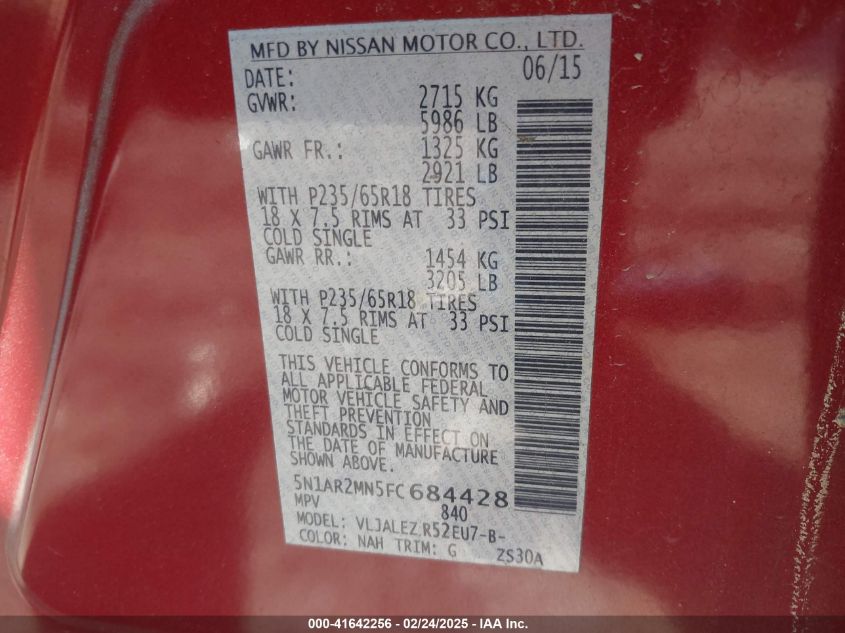 MFD BY NISSAN MOTOR CO., LTD.
DATE: 06/15
GVWR: 2715 KG
5986 LB
GAWR FR.: 1325 KG
2921 LB
WITH P235/65R18 TIRES
18 X 7.5 RIMS AT 33 PSI
COLD SINGLE
GAWR RR.: 1454 KG
3205 LB
WITH P235/65R18 TIRES
18 X 7.5 RIMS AT 33 PSI
COLD SINGLE
THIS VEHICLE CONFORMS TO
ALL APPLICABLE FEDERAL
MOTOR VEHICLE SAFETY AND
THEFT PREVENTION
STANDARDS IN EFFECT ON
THE DATE OF MANUFACTURE
SHOWN ABOVE.
5N1AR2MN5FC684428
MPV 840
MODEL: VLJALEZ R52EU7-B-
COLOR: NAH TRIM: G ZS30A
000-41642256 - 02/24/2025 - IAA Inc.